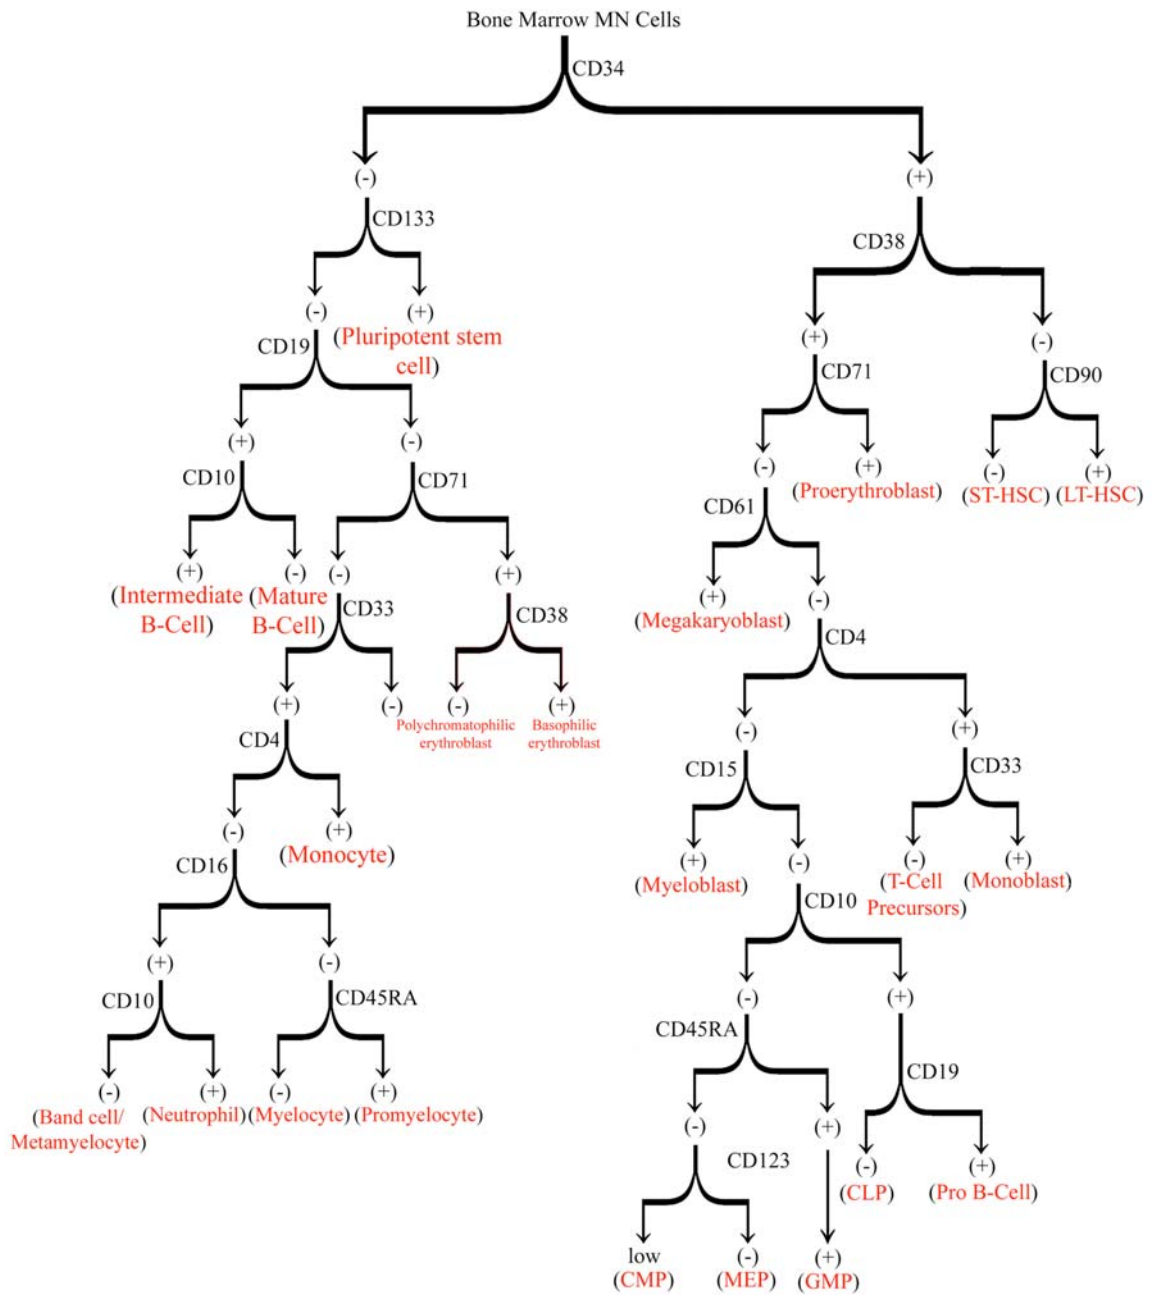 Bone Marrow MN Cells
CD34
(-)
(+)
CD133
CD38
(-)
(+)
(Pluripotent stem
cell)
CD19
(+)
(-)
CD71
CD90
(+)
(-)
CD10
CD71
(-)
(+)
(Proerythroblast)
(-)
(ST-HSC)
(+)
(LT-HSC)
CD61
(+)
(Intermediate
B-Cell)
(-)
(Mature
B-Cell)
(-)
(+)
CD33
CD38
(+)
(Megakaryoblast)
(-)
CD4
(+)
(-)
(-)
Polychromatophilic
erythroblast
(+)
Basophilic
erythroblast
CD4
(-)
(+)
CD15
CD33
(-)
(+)
(Monocyte)
CD16
(+)
(Myeloblast)
(-)
(-)
(T-Cell
Precursors)
(+)
(Monoblast)
CD10
(+)
(-)
CD10
CD45RA
(-)
(+)
CD45RA
CD19
(-)
(Band cell/
Metamyelocyte)
(+)
(Neutrophil)
(-)
(Myelocyte)
(+)
(Promyelocyte)
(-)
(+)
CD123
(-)
(CLP)
(+)
(Pro B-Cell)
low
(CMP)
(-)
(MEP)
(+)
(GMP)